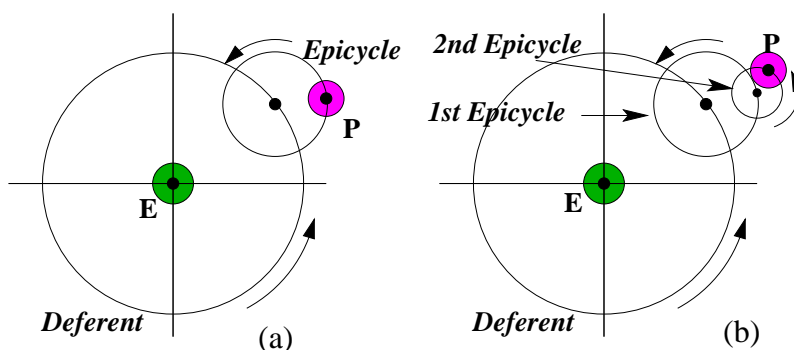 Epicycle
P
E
Deferent
(a)
2nd Epicycle
P
1st Epicycle
E
Deferent
(b)